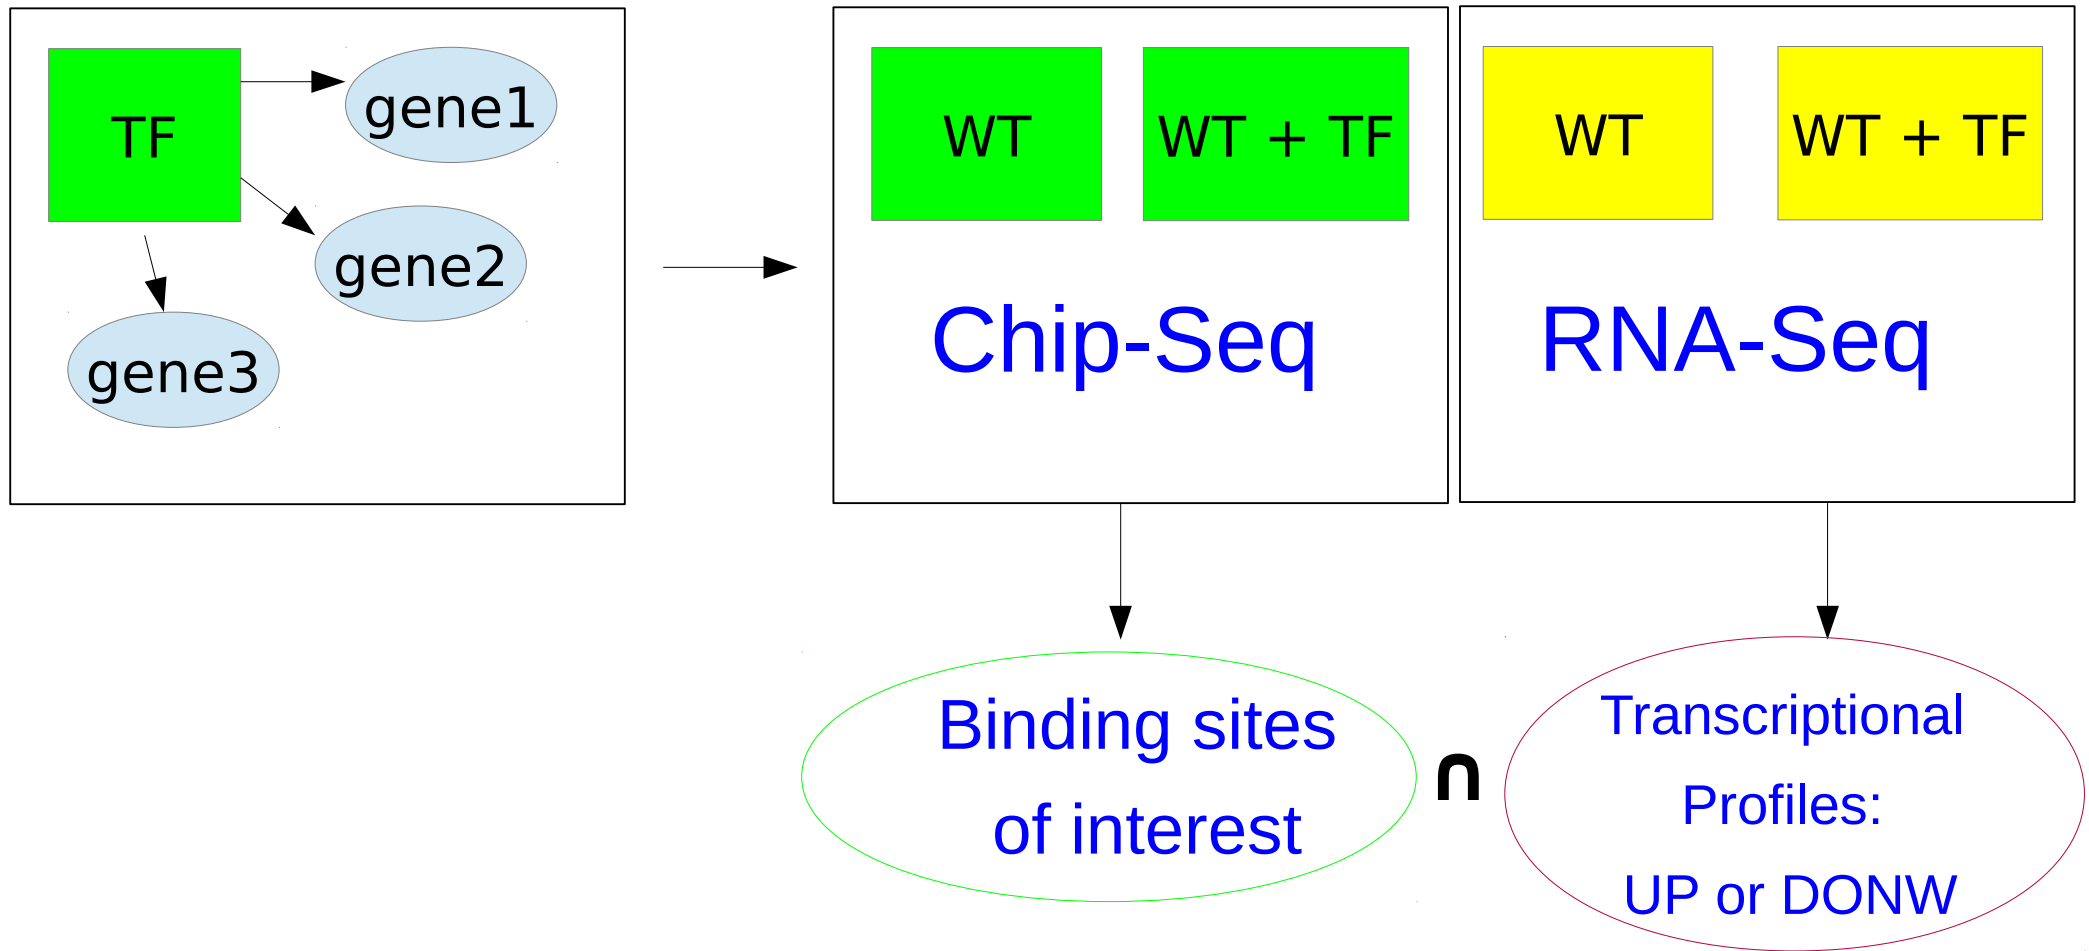 TF
gene1
gene2
gene3
WT
WT + TF
Chip-Seq
WT
WT + TF
RNA-Seq
Binding sites
of interest
∩
Transcriptional
Profiles:
UP or DONW